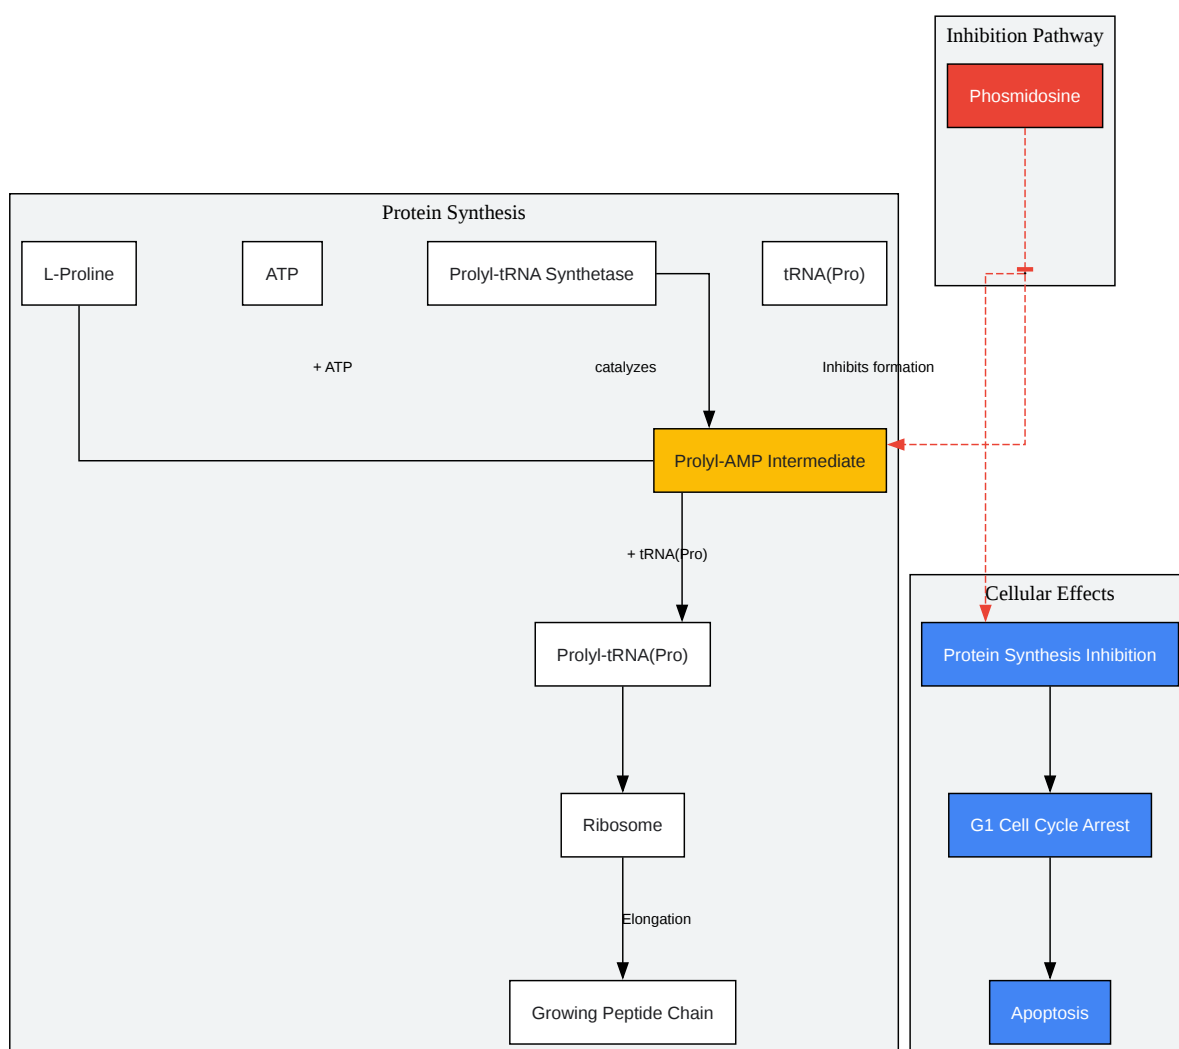 Inhibition Pathway
Phosmidosine
Protein Synthesis
L-Proline
ATP
Prolyl-tRNA Synthetase
tRNA(Pro)
+ ATP
catalyzes
Inhibits formation
Prolyl-AMP Intermediate
+ tRNA(Pro)
Cellular Effects
Prolyl-tRNA(Pro)
Protein Synthesis Inhibition
Ribosome
G1 Cell Cycle Arrest
Elongation
Growing Peptide Chain
Apoptosis